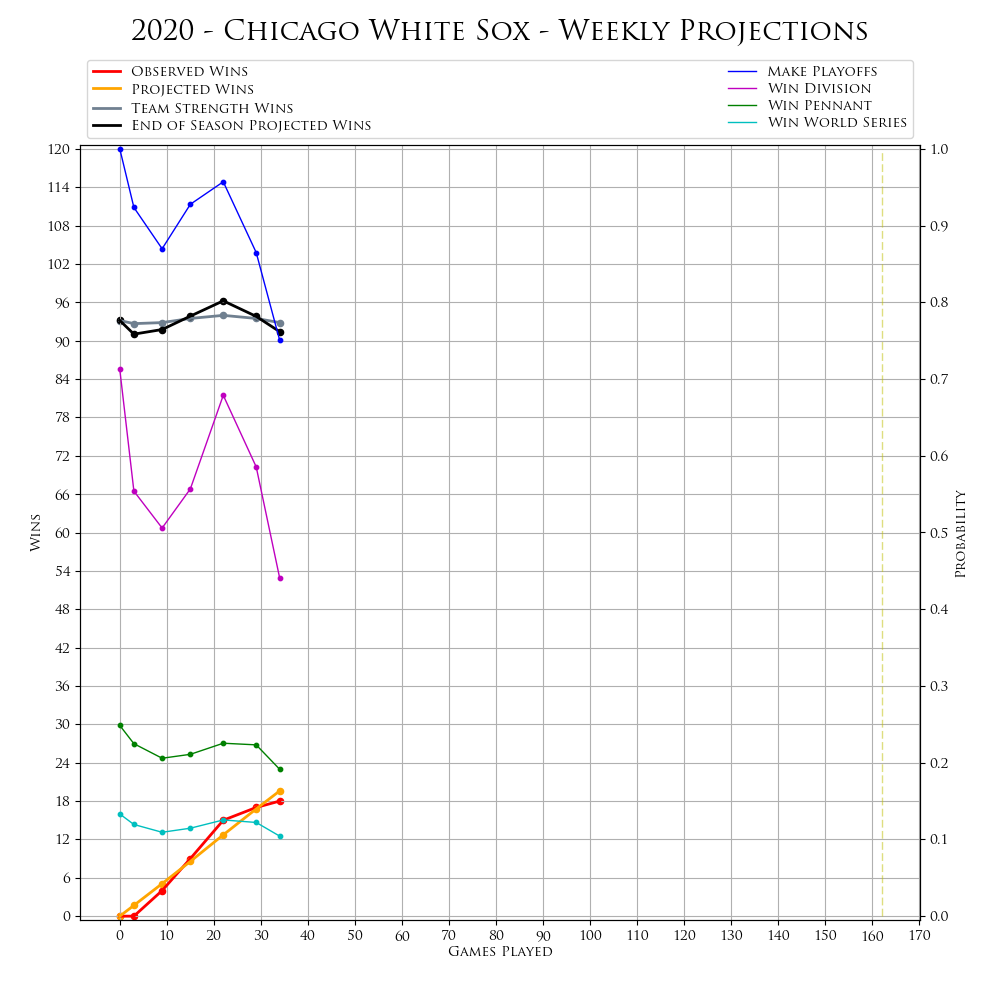 2020 - Chicago White Sox - Weekly Projections
Observed Wins
Projected Wins
Team Strength Wins
End of Season Projected Wins
Make Playoffs
Win Division
Win Pennant
Win World Series
120
114
108
102
96
90
84
78
72
66
60
54
48
42
36
30
24
18
12
6
0
Wins
1.0
0.9
0.8
0.7
0.6
0.5
0.4
0.3
0.2
0.1
0.0
Probability
0 10 20 30 40 50 60 70 80 90 100 110 120 130 140 150 160 170
Games Played